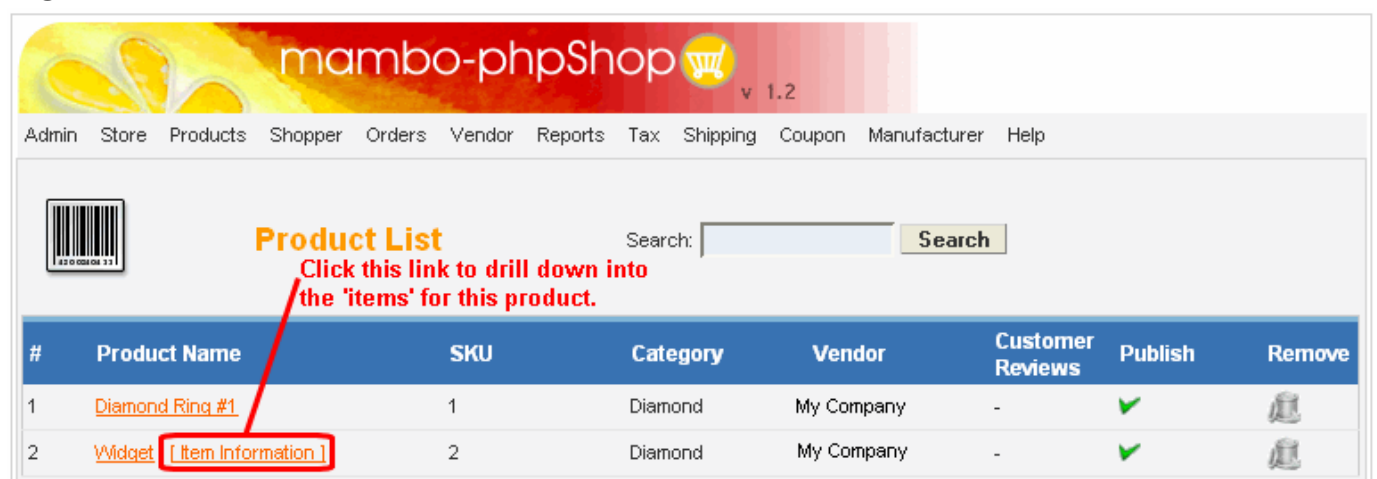 mambo-phpShop
v 1.2
Admin Store Products Shopper Orders Vendor Reports Tax Shipping Coupon Manufacturer Help
Product List Search: Search
Click this link to drill down into
the 'items' for this product.
# Product Name SKU Category Vendor Customer Reviews Publish Remove
1 Diamond Ring #1 1 Diamond My Company -
2 Widget [ Item Information ] 2 Diamond My Company -